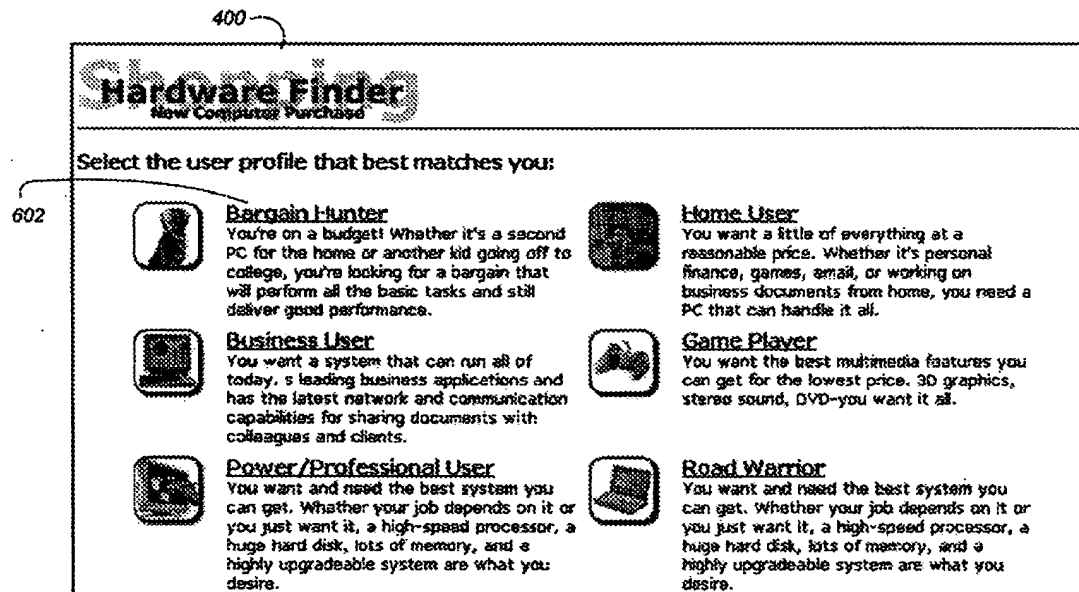 400
Shopping
Hardware Finder
New Computer Purchase
Select the user profile that best matches you:
602
Bargain Hunter
You're on a budget! Whether it's a second
PC for the home or another kid going off to
college, you're looking for a bargain that
will perform all the basic tasks and still
deliver good performance.
Home User
You want a little of everything at a
reasonable price. Whether it's personal
finance, games, email, or working on
business documents from home, you need a
PC that can handle it all.
Business User
You want a system that can run all of
today. s leading business applications and
has the latest network and communication
capabilities for sharing documents with
colleagues and clients.
Game Player
You want the best multimedia features you
can get for the lowest price. 3D graphics,
stereo sound, DVD-you want it all.
Power/Professional User
You want and need the best system you
can get. Whether your job depends on it or
you just want it, a high-speed processor, a
huge hard disk, lots of memory, and a
highly upgradeable system are what you
desire.
Road Warrior
You want and need the best system you
can get. Whether your job depends on it or
you just want it, a high-speed processor, a
huge hard disk, lots of memory, and a
highly upgradeable system are what you
desire.